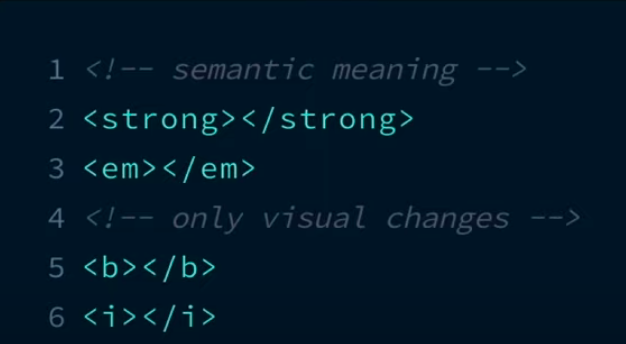 1 <!-- semantic meaning -->
2 <strong></strong>
3 <em></em>
4 <!-- only visual changes -->
5 <b></b>
6 <i></i>